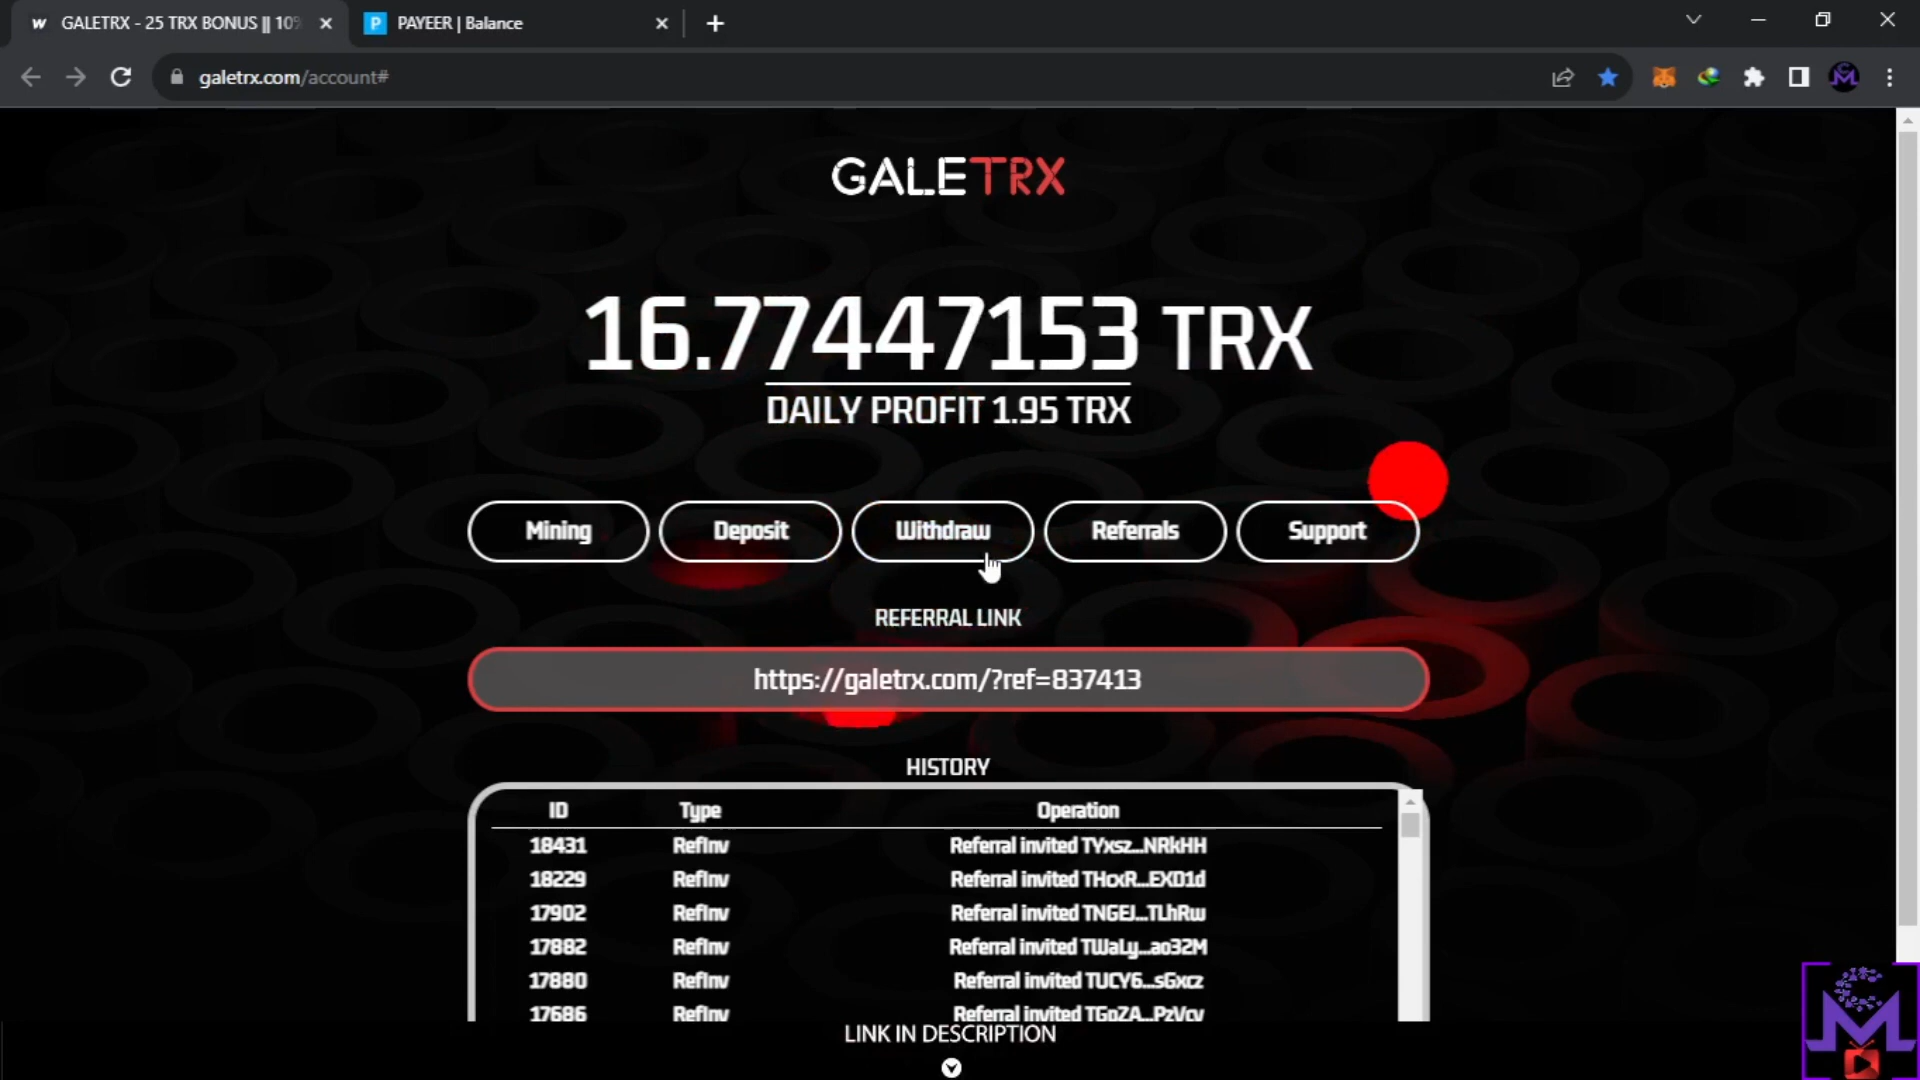 GALETRX - 25 TRX BONUS || 10%
PAYEER | Balance
galetrx.com/account#
GALETRX
16.77447153 TRX
DAILY PROFIT 1.95 TRX
Mining
Deposit
Withdraw
Referrals
Support
REFERRAL LINK
https://galetrx.com/?ref=837413
HISTORY
ID Type Operation
18431 RefInv Referral invited TYxsz...NRkHH
18229 RefInv Referral invited THcxR...EXD1d
17902 RefInv Referral invited TNGEJ...TLhRw
17882 RefInv Referral invited TWaLy...ao32M
17880 RefInv Referral invited TUCY6...sGxcz
17686 RefInv Referral invited TGpZA...PzVcv
LINK IN DESCRIPTION